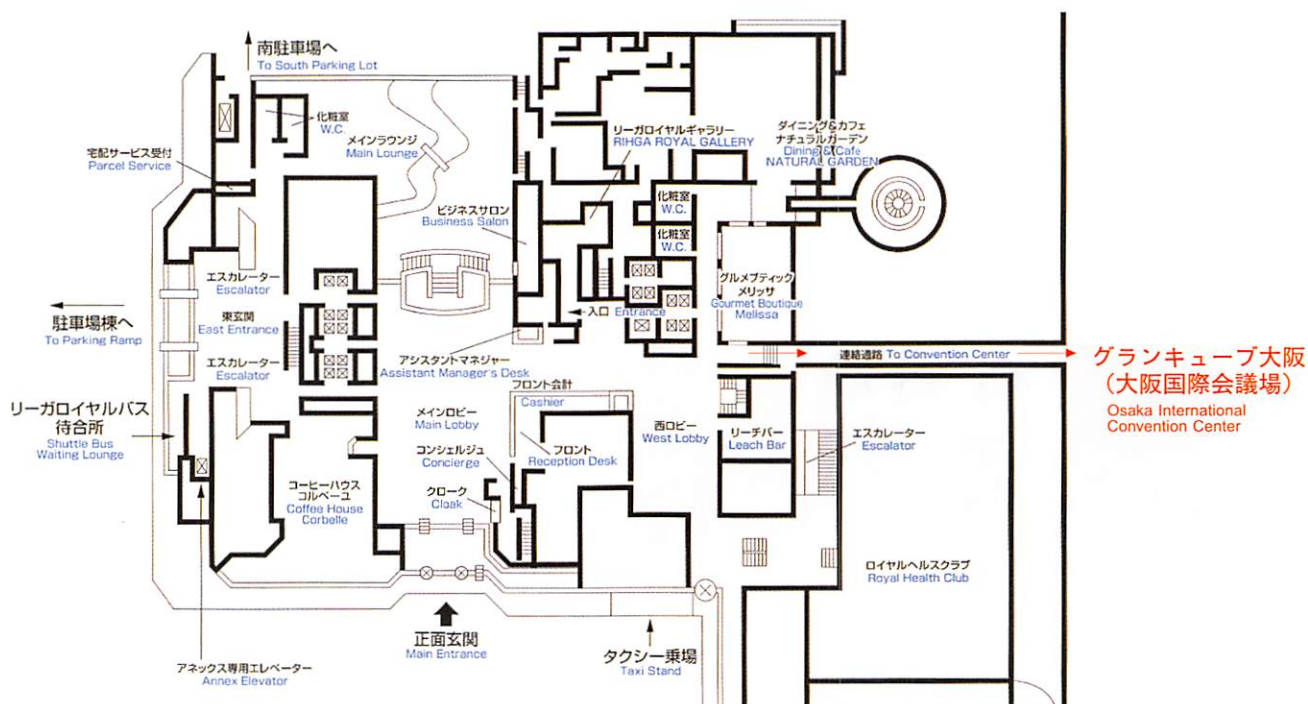 南駐車場へ
To South Parking Lot
化粧室
W.C.
メインラウンジ
Main Lounge
宅配サービス受付
Parcel Service
リーガロイヤルギャラリー
RIHGA ROYAL GALLERY
ダイニング&カフェ
ナチュラルガーデン
Dining & Cafe
NATURAL GARDEN
化粧室
W.C.
化粧室
W.C.
ビジネスサロン
Business Salon
エスカレーター
Escalator
グルメブティック
メリッサ
Gourmet Boutique
Melissa
入口 Entrance
東玄関
East Entrance
駐車場棟へ
To Parking Ramp
エスカレーター
Escalator
アシスタントマネジャー
Assistant Manager's Desk
連絡通路 To Convention Center
グランキューブ大阪
(大阪国際会議場)
Osaka International
Convention Center
フロント会計
Cashier
リーガロイヤルバス
待合所
Shuttle Bus
Waiting Lounge
メインロビー
Main Lobby
西ロビー
West Lobby
リーチバー
Leach Bar
エスカレーター
Escalator
コンシェルジュ
Concierge
フロント
Reception Desk
クローク
Cloak
コーヒーハウス
コルベーユ
Coffee House
Corbelle
ロイヤルヘルスクラブ
Royal Health Club
正面玄関
Main Entrance
タクシー乗場
Taxi Stand
アネックス専用エレベーター
Annex Elevator